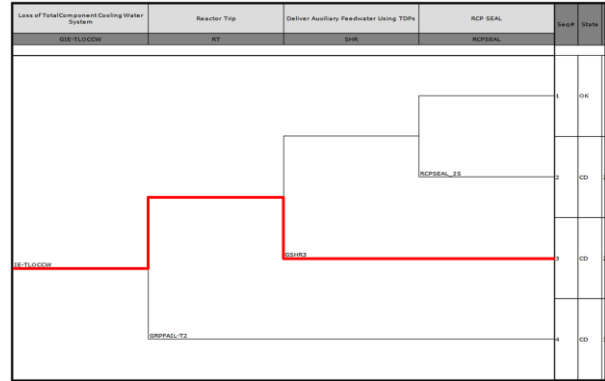 Loss of Total Component Cooling Water System
Reactor Trip
Deliver Auxiliary Feedwater Using TDPs
RCP SEAL
Seq#
State
GIE-TLOCCW
RT
SHR
RCPSEAL
1
OK
RCPSEAL_2S
2
CD
IE-TLOCCW
GSHR3
3
CD
GRPFAIL-T2
4
CD